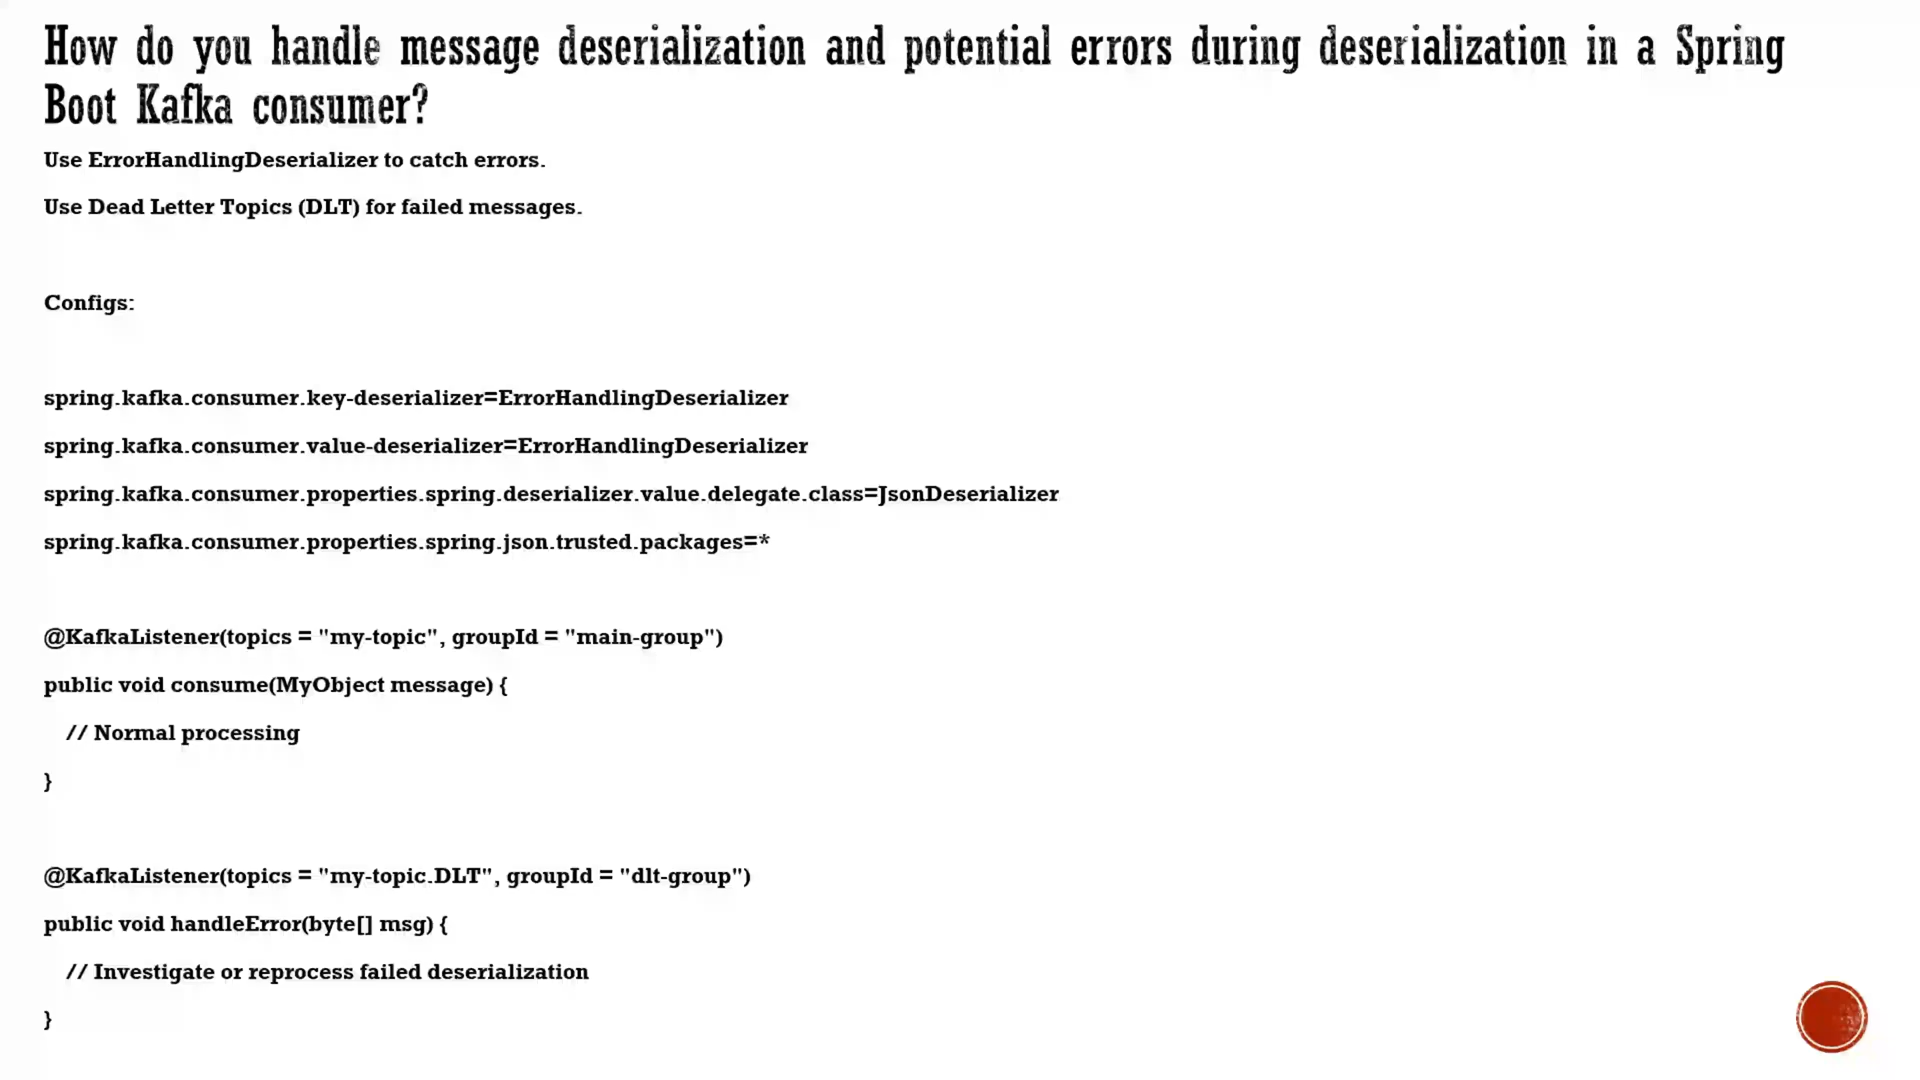 How do you handle message deserialization and potential errors during deserialization in a Spring
Boot Kafka consumer?
Use ErrorHandlingDeserializer to catch errors.
Use Dead Letter Topics (DLT) for failed messages.
Configs:
spring.kafka.consumer.key-deserializer=ErrorHandlingDeserializer
spring.kafka.consumer.value-deserializer=ErrorHandlingDeserializer
spring.kafka.consumer.properties.spring.deserializer.value.delegate.class=JsonDeserializer
spring.kafka.consumer.properties.spring.json.trusted.packages=*
@KafkaListener(topics = "my-topic", groupId = "main-group")
public void consume(MyObject message) {
// Normal processing
}
@KafkaListener(topics = "my-topic.DLT", groupId = "dlt-group")
public void handleError(byte[] msg) {
// Investigate or reprocess failed deserialization
}